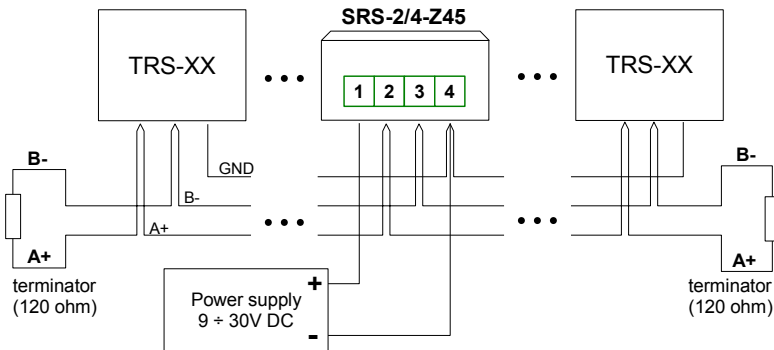 SRS-2/4-Z45
TRS-XX
• • •
1 2 3 4
• • •
TRS-XX
GND
B-
B-
B-
A+
• • •
• • •
A+
A+
terminator
(120 ohm)
terminator
(120 ohm)
Power supply
9 ÷ 30V DC
+
-